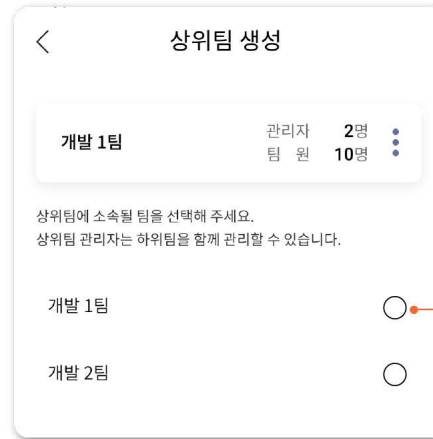 상위팀 생성
개발 1팀
관리자 2명
팀 원 10명
상위팀에 소속될 팀을 선택해 주세요.
상위팀 관리자는 하위팀을 함께 관리할 수 있습니다.
개발 1팀
개발 2팀